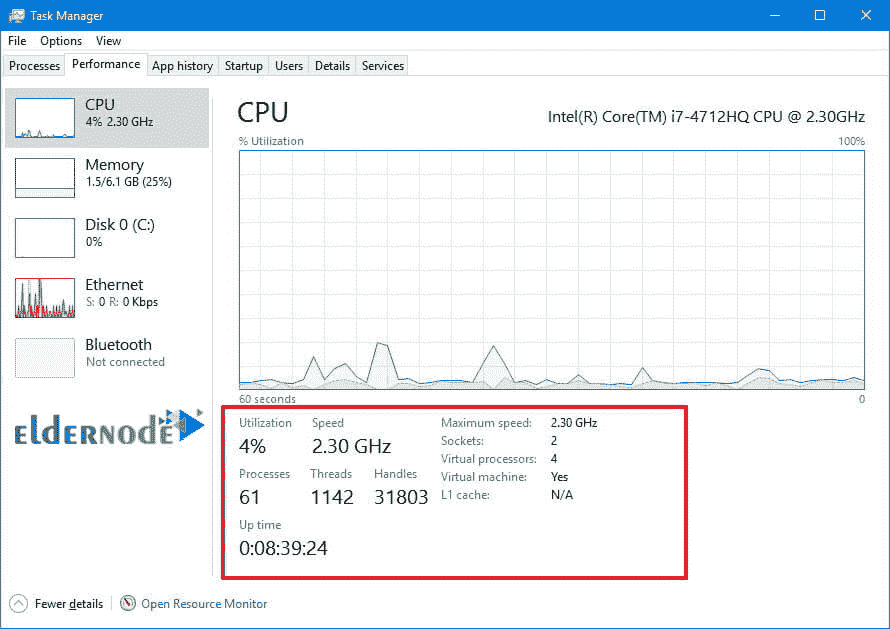 Task Manager
File Options View
Processes Performance App history Startup Users Details Services
CPU
4% 2.30 GHz
Memory
1.5/6.1 GB (25%)
Disk 0 (C:)
0%
Ethernet
S: 0 R: 0 Kbps
Bluetooth
Not connected
eldernode
CPU Intel(R) Core(TM) i7-4712HQ CPU @ 2.30GHz
% Utilization 100%
60 seconds 0
Utilization Speed
4% 2.30 GHz
Processes Threads Handles
61 1142 31803
Up time
0:08:39:24
Maximum speed: 2.30 GHz
Sockets: 2
Virtual processors: 4
Virtual machine: Yes
L1 cache: N/A
Fewer details Open Resource Monitor